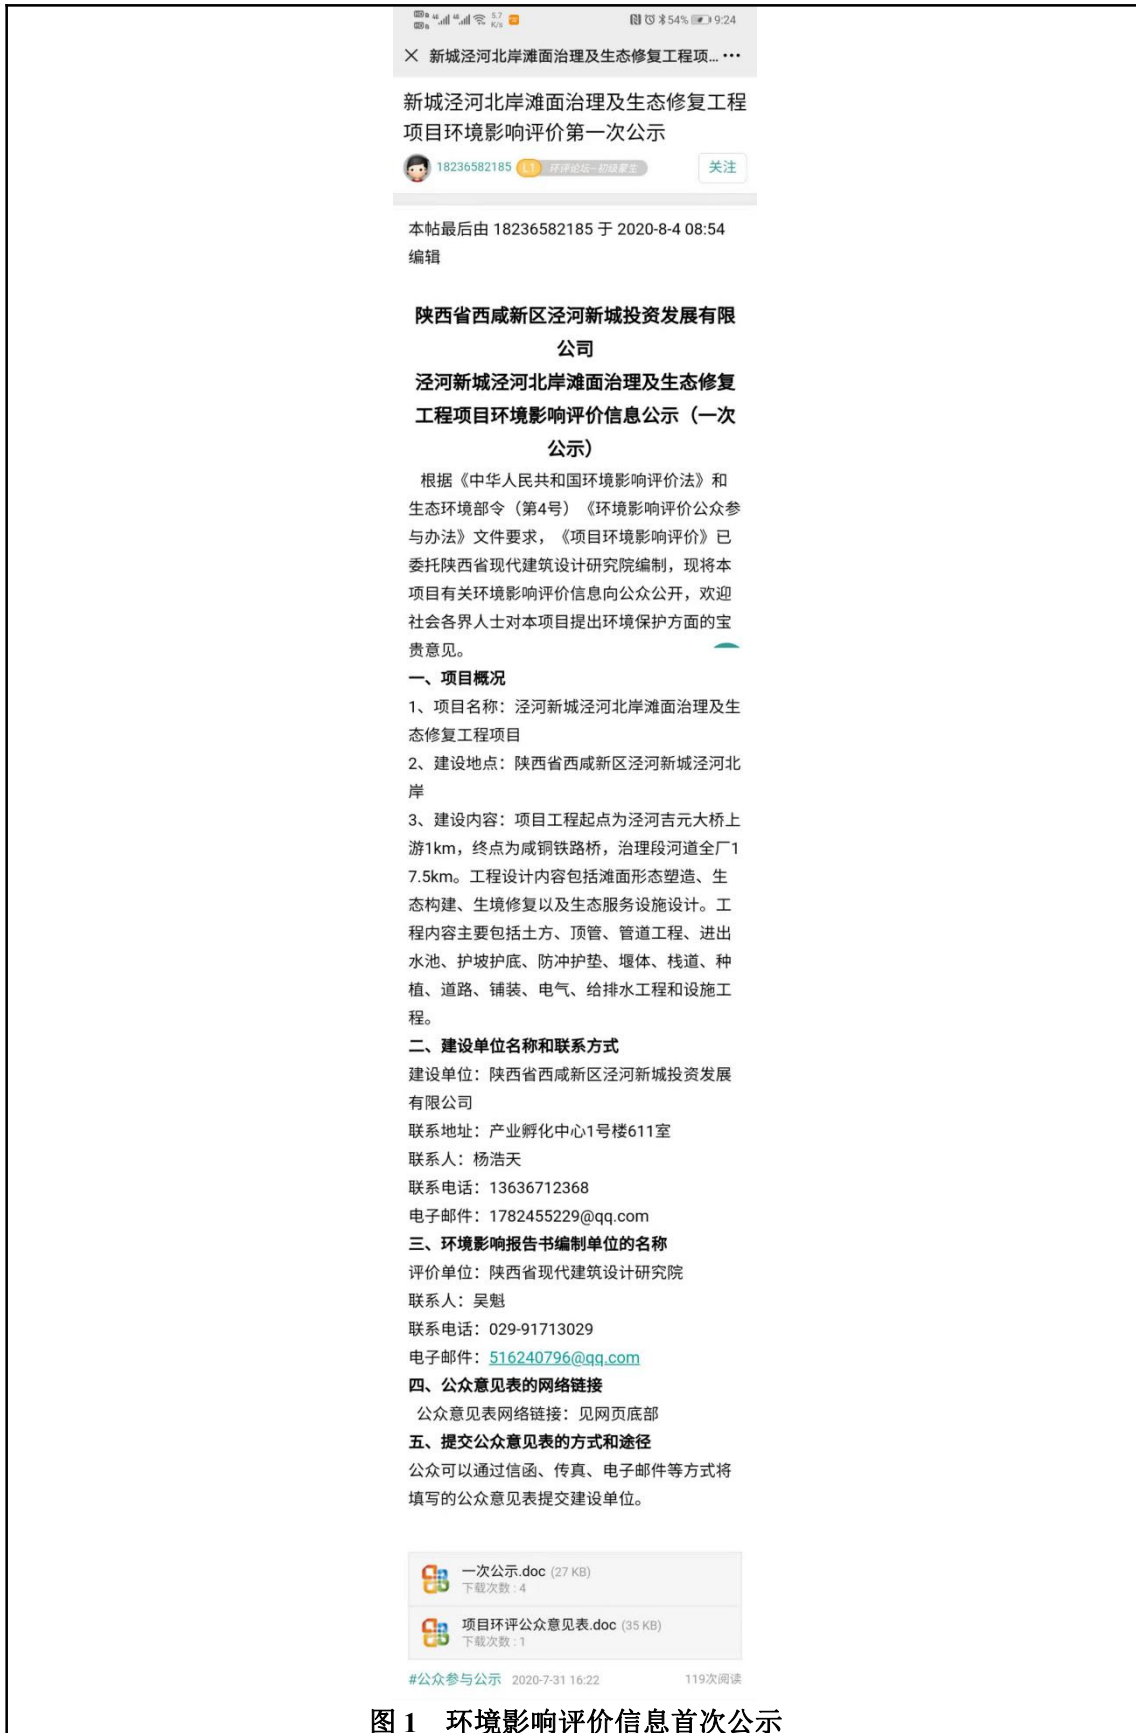 5.7
K/s
54% 9:24
新城泾河北岸滩面治理及生态修复工程项... •••
新城泾河北岸滩面治理及生态修复工程
项目环境影响评价第一次公示
18236582185 L1 环评论坛-初级蒙生 关注
本帖最后由 18236582185 于 2020-8-4 08:54
编辑
陕西省西咸新区泾河新城投资发展有限
公司
泾河新城泾河北岸滩面治理及生态修复
工程项目环境影响评价信息公示（一次
公示）
根据《中华人民共和国环境影响评价法》和
生态环境部令（第4号）《环境影响评价公众参
与办法》文件要求，《项目环境影响评价》已
委托陕西省现代建筑设计研究院编制，现将本
项目有关环境影响评价信息向公众公开，欢迎
社会各界人士对本项目提出环境保护方面的宝
贵意见。
一、项目概况
1、项目名称：泾河新城泾河北岸滩面治理及生
态修复工程项目
2、建设地点：陕西省西咸新区泾河新城泾河北
岸
3、建设内容：项目工程起点为泾河吉元大桥上
游1km，终点为咸铜铁路桥，治理段河道全厂1
7.5km。工程设计内容包括滩面形态塑造、生
态构建、生境修复以及生态服务设施设计。工
程内容主要包括土方、顶管、管道工程、进出
水池、护坡护底、防冲护垫、堰体、栈道、种
植、道路、铺装、电气、给排水工程和设施工
程。
二、建设单位名称和联系方式
建设单位：陕西省西咸新区泾河新城投资发展
有限公司
联系地址：产业孵化中心1号楼611室
联系人：杨浩天
联系电话：13636712368
电子邮件：1782455229@qq.com
三、环境影响报告书编制单位的名称
评价单位：陕西省现代建筑设计研究院
联系人：吴魁
联系电话：029-91713029
电子邮件：516240796@qq.com
四、公众意见表的网络链接
公众意见表网络链接：见网页底部
五、提交公众意见表的方式和途径
公众可以通过信函、传真、电子邮件等方式将
填写的公众意见表提交建设单位。
一次公示.doc (27 KB)
下载次数 : 4
项目环评公众意见表.doc (35 KB)
下载次数 : 1
#公众参与公示 2020-7-31 16:22 119次阅读
图 1 环境影响评价信息首次公示